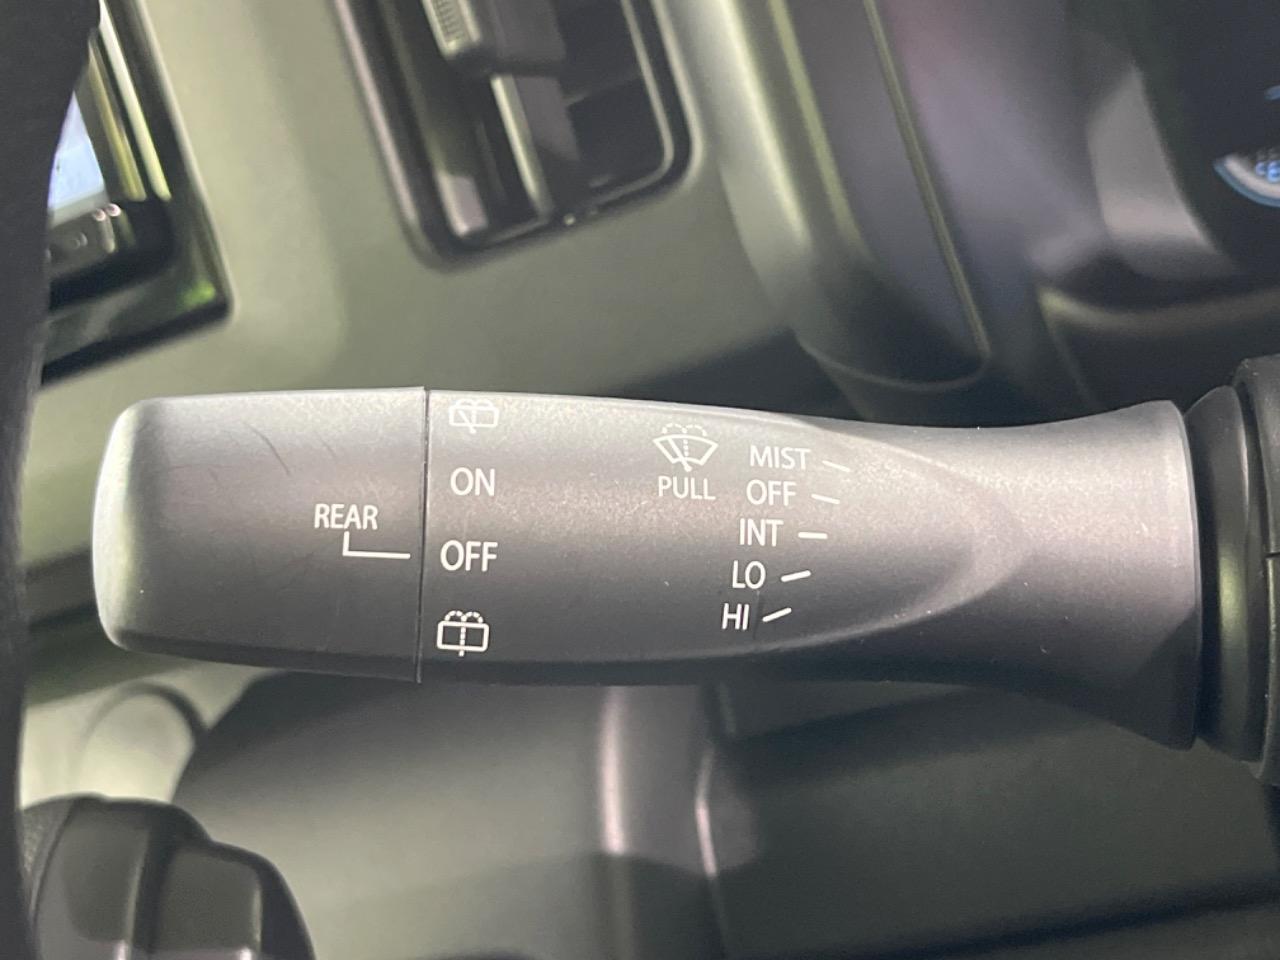 REAR
ON
OFF
PULL
MIST
OFF
INT
LO
HI